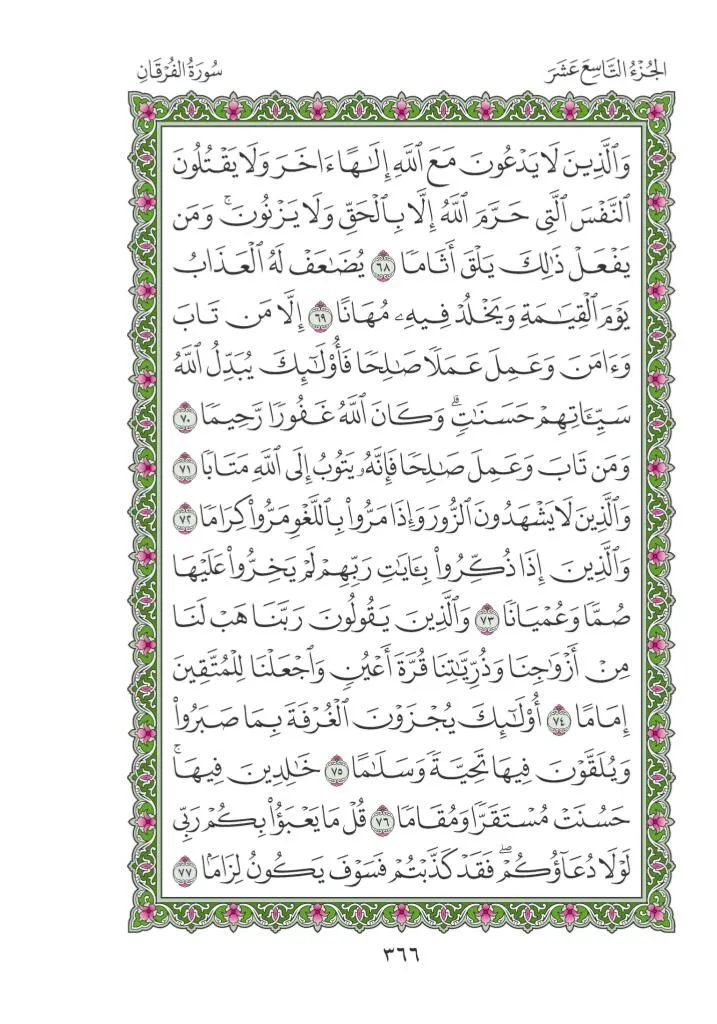 الجُزْءُ التَّاسِعَ عَشَرَ
سُورَةُ الفُرْقَانِ
وَٱلَّذِينَ لَا يَدْعُونَ مَعَ ٱللَّهِ إِلَٰهًا ءَاخَرَ وَلَا يَقْتُلُونَ
ٱلنَّفْسَ ٱلَّتِي حَرَّمَ ٱللَّهُ إِلَّا بِٱلْحَقِّ وَلَا يَزْنُونَۚ وَمَن
يَفْعَلْ ذَٰلِكَ يَلْقَ أَثَامًا ٦٨ يُضَٰعَفْ لَهُ ٱلْعَذَابُ
يَوْمَ ٱلْقِيَٰمَةِ وَيَخْلُدْ فِيهِۦ مُهَانًا ٦٩ إِلَّا مَن تَابَ
وَءَامَنَ وَعَمِلَ عَمَلًا صَٰلِحًا فَأُو۟لَٰٓئِكَ يُبَدِّلُ ٱللَّهُ
سَيِّـَٔاتِهِمْ حَسَنَٰتٍۗ وَكَانَ ٱللَّهُ غَفُورًا رَّحِيمًا ٧٠
وَمَن تَابَ وَعَمِلَ صَٰلِحًا فَإِنَّهُۥ يَتُوبُ إِلَى ٱللَّهِ مَتَابًا ٧١
وَٱلَّذِينَ لَا يَشْهَدُونَ ٱلزُّورَ وَإِذَا مَرُّوا۟ بِٱللَّغْوِ مَرُّوا۟ كِرَامًا ٧٢
وَٱلَّذِينَ إِذَا ذُكِّرُوا۟ بِـَٔايَٰتِ رَبِّهِمْ لَمْ يَخِرُّوا۟ عَلَيْهَا
صُمًّا وَعُمْيَانًا ٧٣ وَٱلَّذِينَ يَقُولُونَ رَبَّنَا هَبْ لَنَا
مِنْ أَزْوَٰجِنَا وَذُرِّيَّٰتِنَا قُرَّةَ أَعْيُنٍ وَٱجْعَلْنَا لِلْمُتَّقِينَ
إِمَامًا ٧٤ أُو۟لَٰٓئِكَ يُجْزَوْنَ ٱلْغُرْفَةَ بِمَا صَبَرُوا۟
وَيُلَقَّوْنَ فِيهَا تَحِيَّةً وَسَلَٰمًا ٧٥ خَٰلِدِينَ فِيهَاۚ
حَسُنَتْ مُسْتَقَرًّا وَمُقَامًا ٧٦ قُلْ مَا يَعْبَؤُا۟ بِكُمْ رَبِّي
لَوْلَا دُعَآؤُكُمْۖ فَقَدْ كَذَّبْتُمْ فَسَوْفَ يَكُونُ لِزَامًۢا ٧٧
٣٦٦